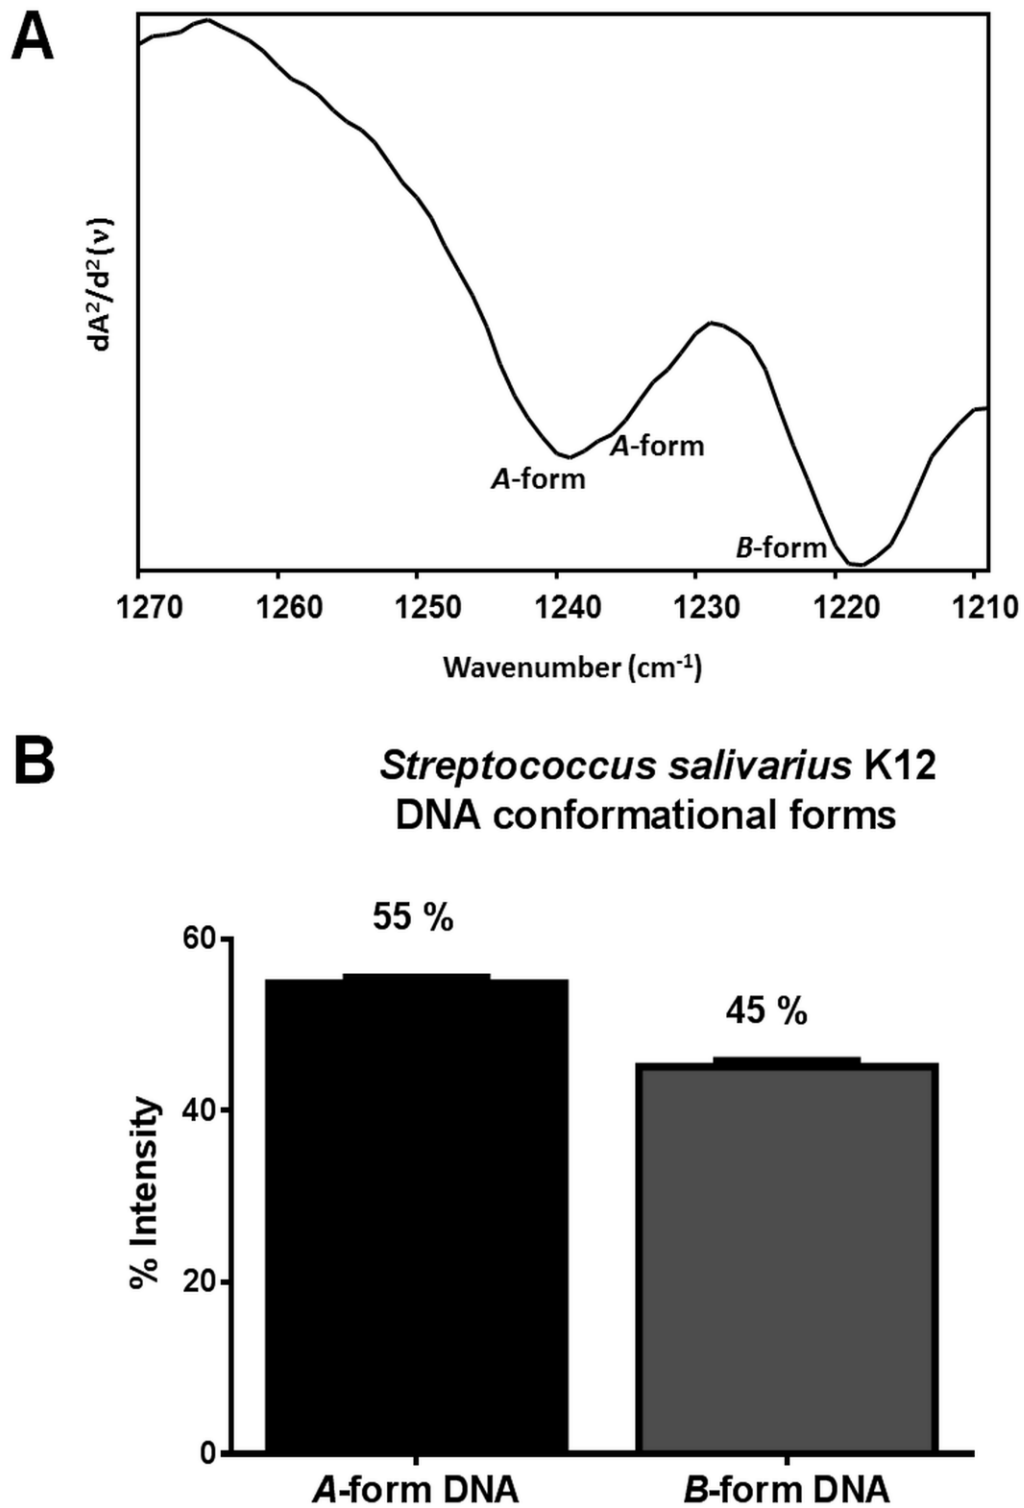 A
dA²/d²(ν)
A-form
A-form
B-form
1270 1260 1250 1240 1230 1220 1210
Wavenumber (cm⁻¹)
B
Streptococcus salivarius K12
DNA conformational forms
55 %
45 %
% Intensity
60
40
20
0
A-form DNA B-form DNA